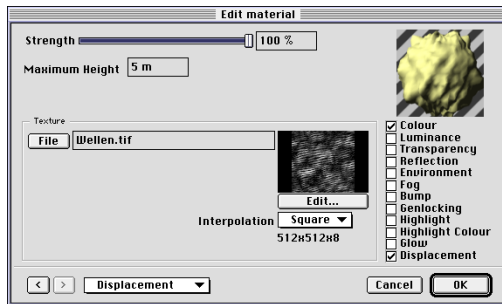 Edit material
Strength 100 %
Maximum Height 5 m
Texture
File Wellen.tif
Edit...
Interpolation Square
512x512x8
Colour
Luminance
Transparency
Reflection
Environment
Fog
Bump
Genlocking
Highlight
Highlight Colour
Glow
Displacement
< > Displacement
Cancel OK